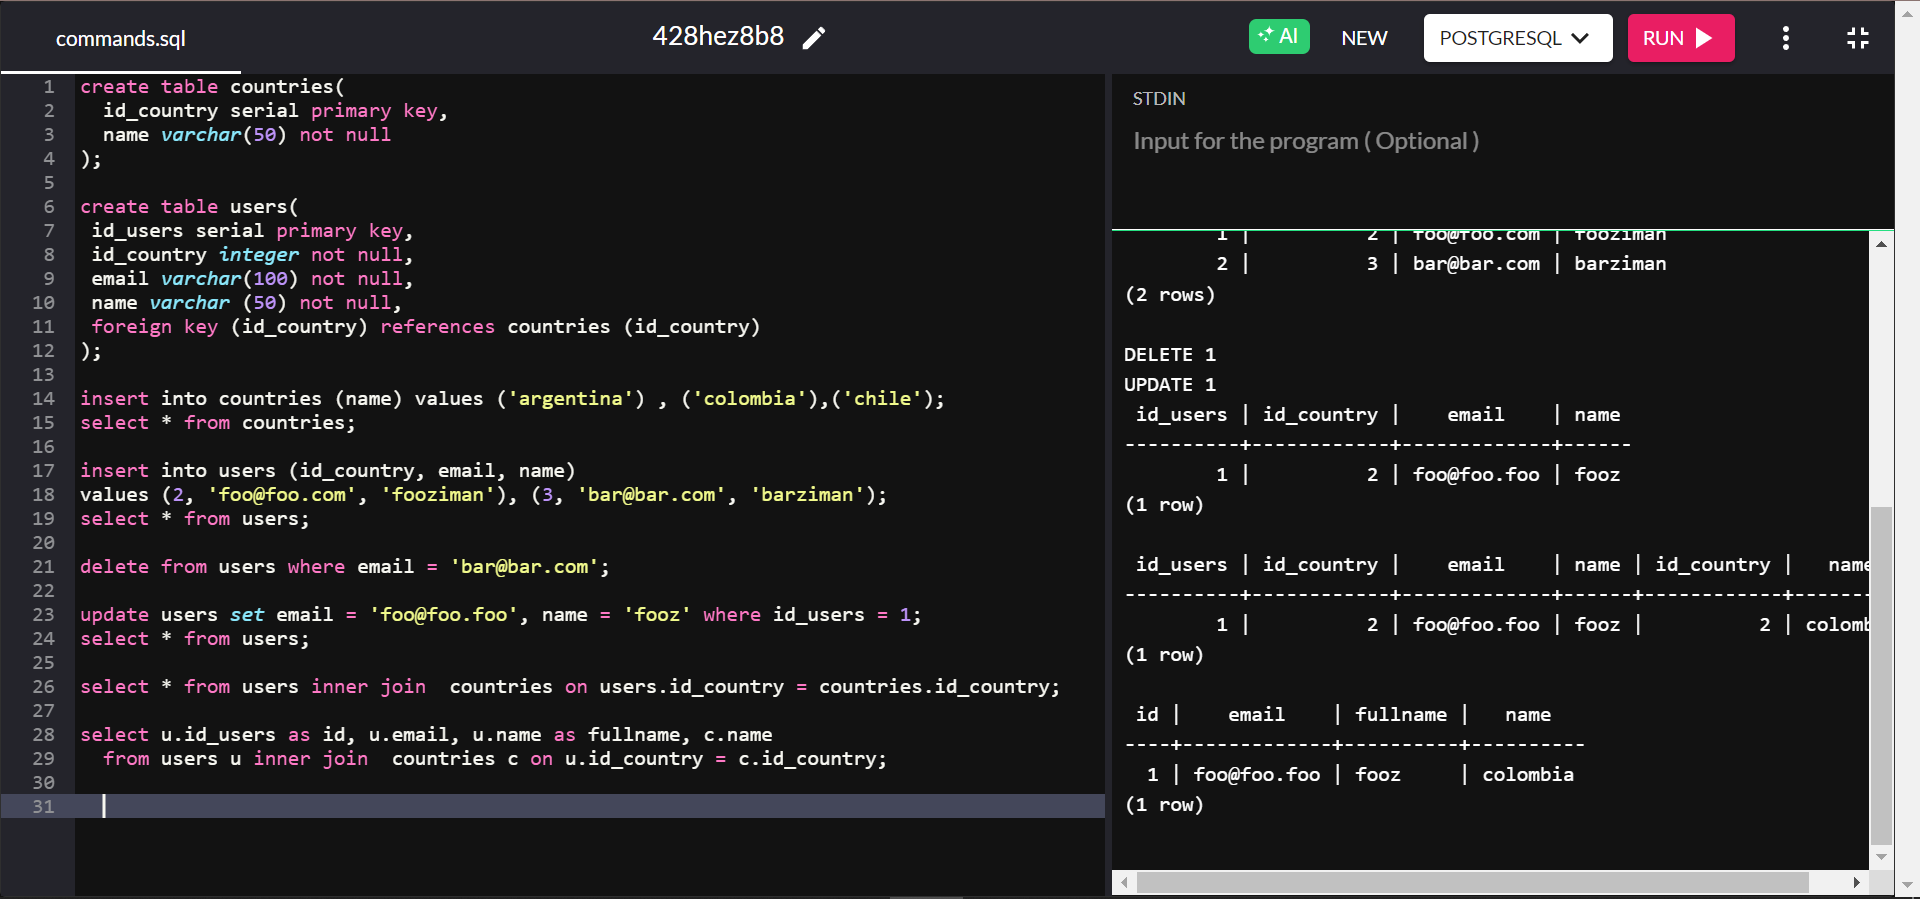 commands.sql
428hez8b8
AI
NEW
POSTGRESQL
RUN
1 create table countries(
2 id_country serial primary key,
3 name varchar(50) not null
4 );
5
6 create table users(
7 id_users serial primary key,
8 id_country integer not null,
9 email varchar(100) not null,
10 name varchar (50) not null,
11 foreign key (id_country) references countries (id_country)
12 );
13
14 insert into countries (name) values ('argentina') , ('colombia'),('chile');
15 select * from countries;
16
17 insert into users (id_country, email, name)
18 values (2, 'foo@foo.com', 'fooziman'), (3, 'bar@bar.com', 'barziman');
19 select * from users;
20
21 delete from users where email = 'bar@bar.com';
22
23 update users set email = 'foo@foo.foo', name = 'fooz' where id_users = 1;
24 select * from users;
25
26 select * from users inner join  countries on users.id_country = countries.id_country;
27
28 select u.id_users as id, u.email, u.name as fullname, c.name
29 from users u inner join  countries c on u.id_country = c.id_country;
30
31
STDIN
Input for the program ( Optional )
1 | 2 | foo@foo.com | fooziman
2 | 3 | bar@bar.com | barziman
(2 rows)
DELETE 1
UPDATE 1
id_users | id_country | email | name
----------+------------+-------------+------
1 | 2 | foo@foo.foo | fooz
(1 row)
id_users | id_country | email | name | id_country | name
----------+------------+-------------+------+------------+-------
1 | 2 | foo@foo.foo | fooz | 2 | colomb
(1 row)
id | email | fullname | name
----+-------------+----------+----------
1 | foo@foo.foo | fooz | colombia
(1 row)